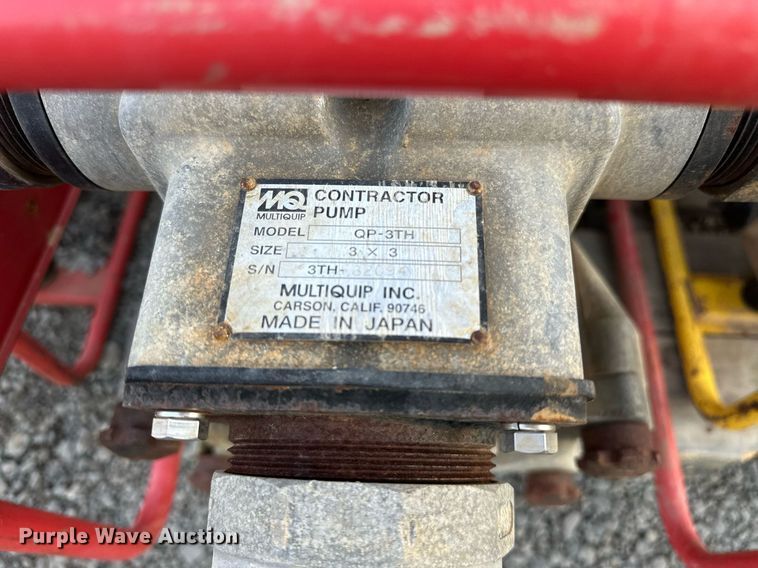 MQ CONTRACTOR
MULTIQUIP PUMP
MODEL QP-3TH
SIZE 3 × 3
S/N 3TH-
MULTIQUIP INC.
CARSON, CALIF. 90746
MADE IN JAPAN
Purple Wave Auction